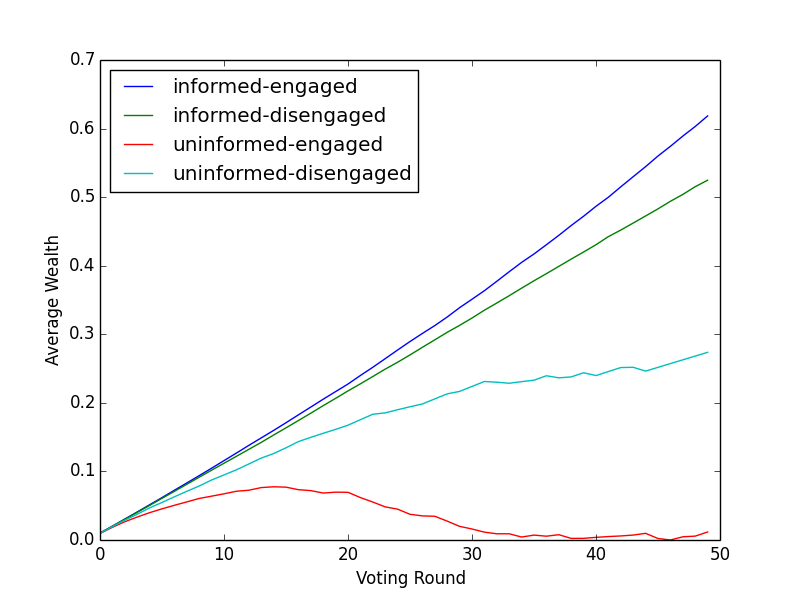 0.7
0.6
0.5
0.4
0.3
0.2
0.1
0.0
informed-engaged
informed-disengaged
uninformed-engaged
uninformed-disengaged
Average Wealth
0 10 20 30 40 50
Voting Round